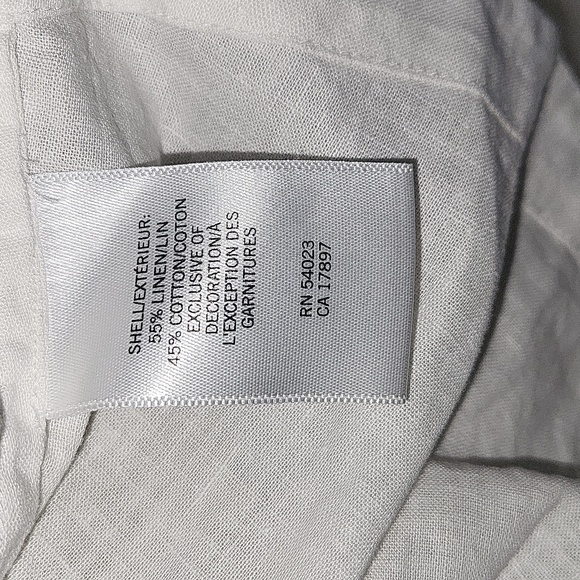 SHELL/EXTÉRIEUR:
55% LINEN/LIN
45% COTTON/COTON
EXCLUSIVE OF
DECORATION/À
L'EXCEPTION DES
GARNITURES
RN 54023
CA 17897